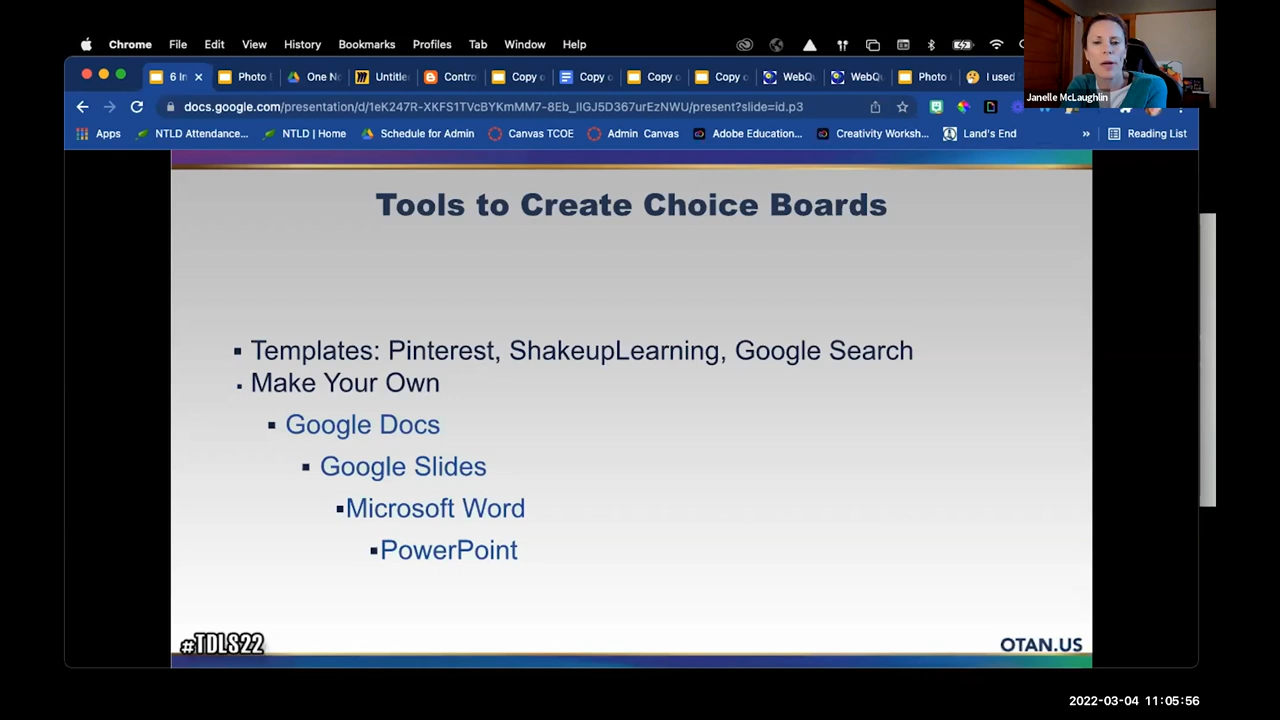 Chrome File Edit View History Bookmarks Profiles Tab Window Help
6 In Photo E One No Untitle Contro Copy o Copy o Copy o Copy o WebQu WebQu Photo I used
docs.google.com/presentation/d/1eK247R-XKFS1TVcBYKmMM7-8Eb_IIGJ5D367urEzNWU/present?slide=id.p3
Janelle McLaughlin
Apps NTLD Attendance... NTLD | Home Schedule for Admin Canvas TCOE Admin Canvas Adobe Education... Creativity Worksh... Land's End » Reading List
Tools to Create Choice Boards
▪ Templates: Pinterest, ShakeupLearning, Google Search
▪ Make Your Own
▪ Google Docs
▪ Google Slides
▪Microsoft Word
▪PowerPoint
#TDLS22
OTAN.US
2022-03-04 11:05:56